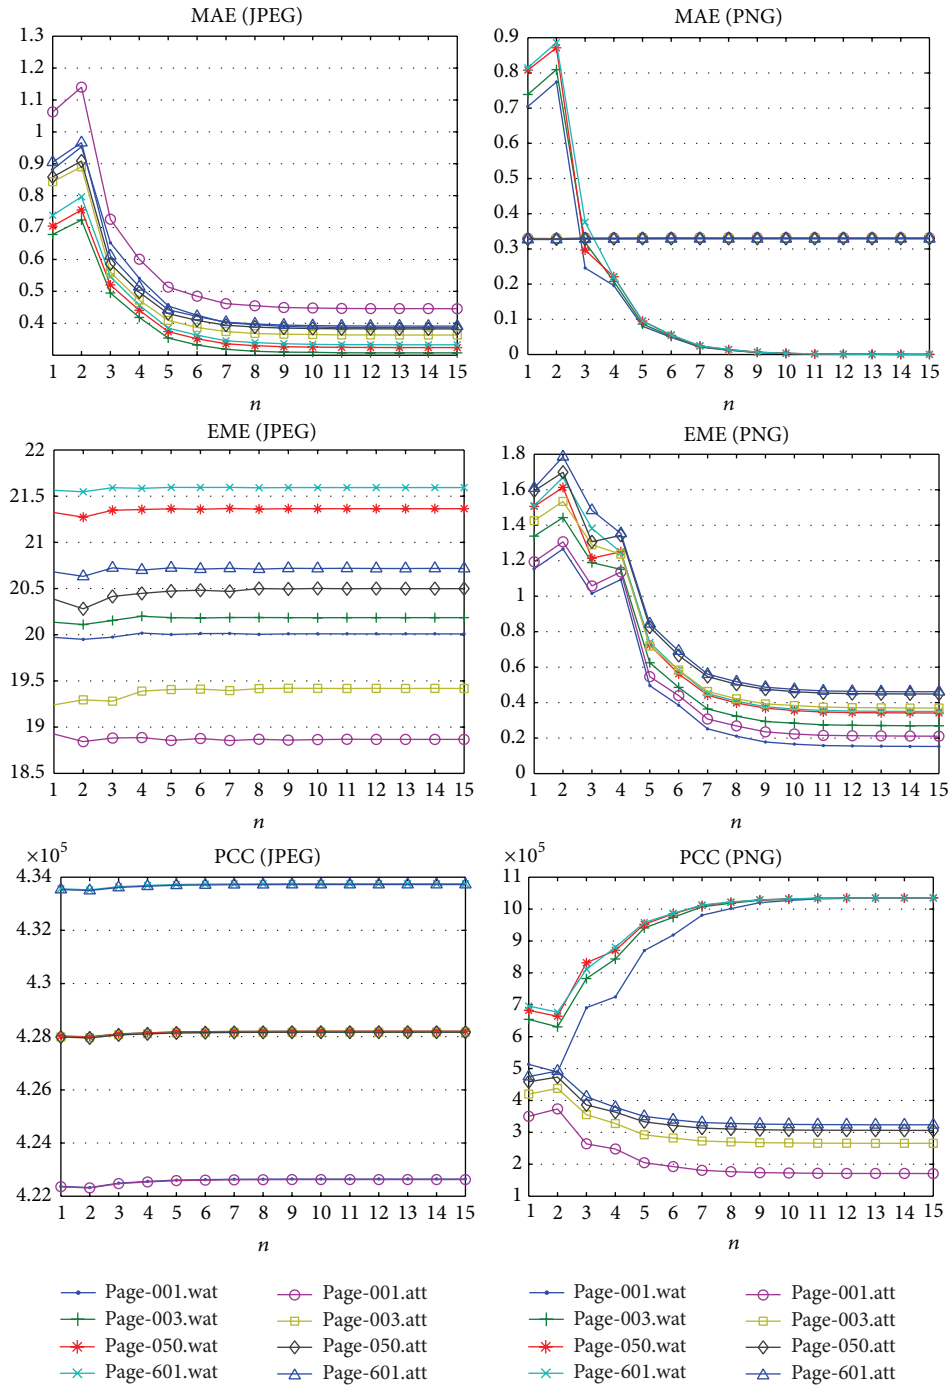 MAE (JPEG)
1.3
1.2
1.1
1
0.9
0.8
0.7
0.6
0.5
0.4
1 2 3 4 5 6 7 8 9 10 11 12 13 14 15
n
MAE (PNG)
0.9
0.8
0.7
0.6
0.5
0.4
0.3
0.2
0.1
0
1 2 3 4 5 6 7 8 9 10 11 12 13 14 15
n
EME (JPEG)
22
21.5
21
20.5
20
19.5
19
18.5
1 2 3 4 5 6 7 8 9 10 11 12 13 14 15
n
EME (PNG)
1.8
1.6
1.4
1.2
1
0.8
0.6
0.4
0.2
0
1 2 3 4 5 6 7 8 9 10 11 12 13 14 15
n
PCC (JPEG)
×10⁵
4.34
4.32
4.3
4.28
4.26
4.24
4.22
1 2 3 4 5 6 7 8 9 10 11 12 13 14 15
n
PCC (PNG)
×10⁵
11
10
9
8
7
6
5
4
3
2
1
1 2 3 4 5 6 7 8 9 10 11 12 13 14 15
n
Page-001.wat
Page-003.wat
Page-050.wat
Page-601.wat
Page-001.att
Page-003.att
Page-050.att
Page-601.att
Page-001.wat
Page-003.wat
Page-050.wat
Page-601.wat
Page-001.att
Page-003.att
Page-050.att
Page-601.att